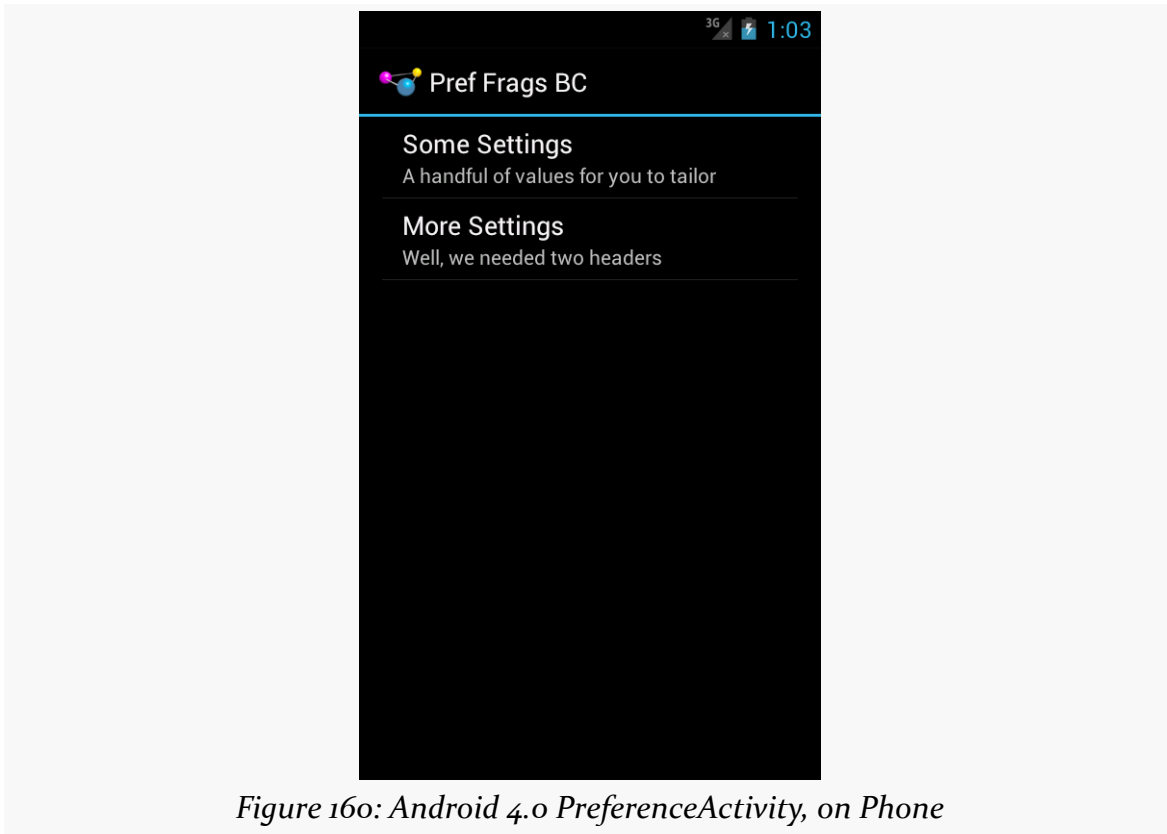 3G 1:03
Pref Frags BC
Some Settings
A handful of values for you to tailor
More Settings
Well, we needed two headers
Figure 160: Android 4.0 PreferenceActivity, on Phone